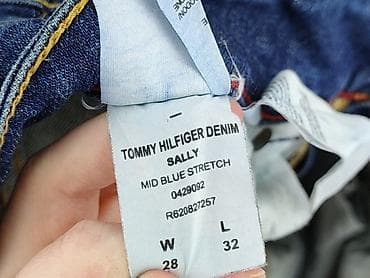 TOMMY HILFIGER DENIM
SALLY
MID BLUE STRETCH
0429092
R620827257
W L
28 32